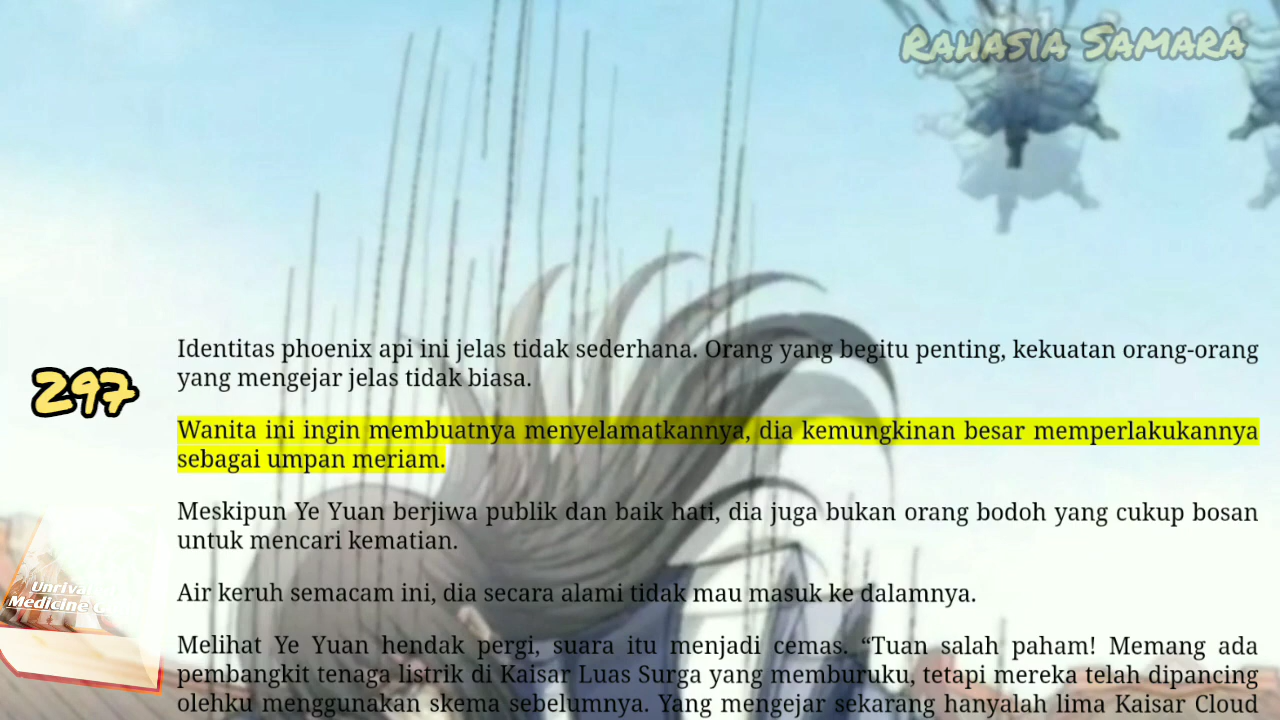 Rahasia Samara
Identitas phoenix api ini jelas tidak sederhana. Orang yang begitu penting, kekuatan orang-orang
yang mengejar jelas tidak biasa.
297
Wanita ini ingin membuatnya menyelamatkannya, dia kemungkinan besar memperlakukannya
sebagai umpan meriam.
Meskipun Ye Yuan berjiwa publik dan baik hati, dia juga bukan orang bodoh yang cukup bosan
untuk mencari kematian.
Air keruh semacam ini, dia secara alami tidak mau masuk ke dalamnya.
Medicine
Melihat Ye Yuan hendak pergi, suara itu menjadi cemas. “Tuan salah paham! Memang ada
pembangkit tenaga listrik di Kaisar Luas Surga yang memburuku, tetapi mereka telah dipancing
olehku menggunakan skema sebelumnya. Yang mengejar sekarang hanyalah lima Kaisar Cloud